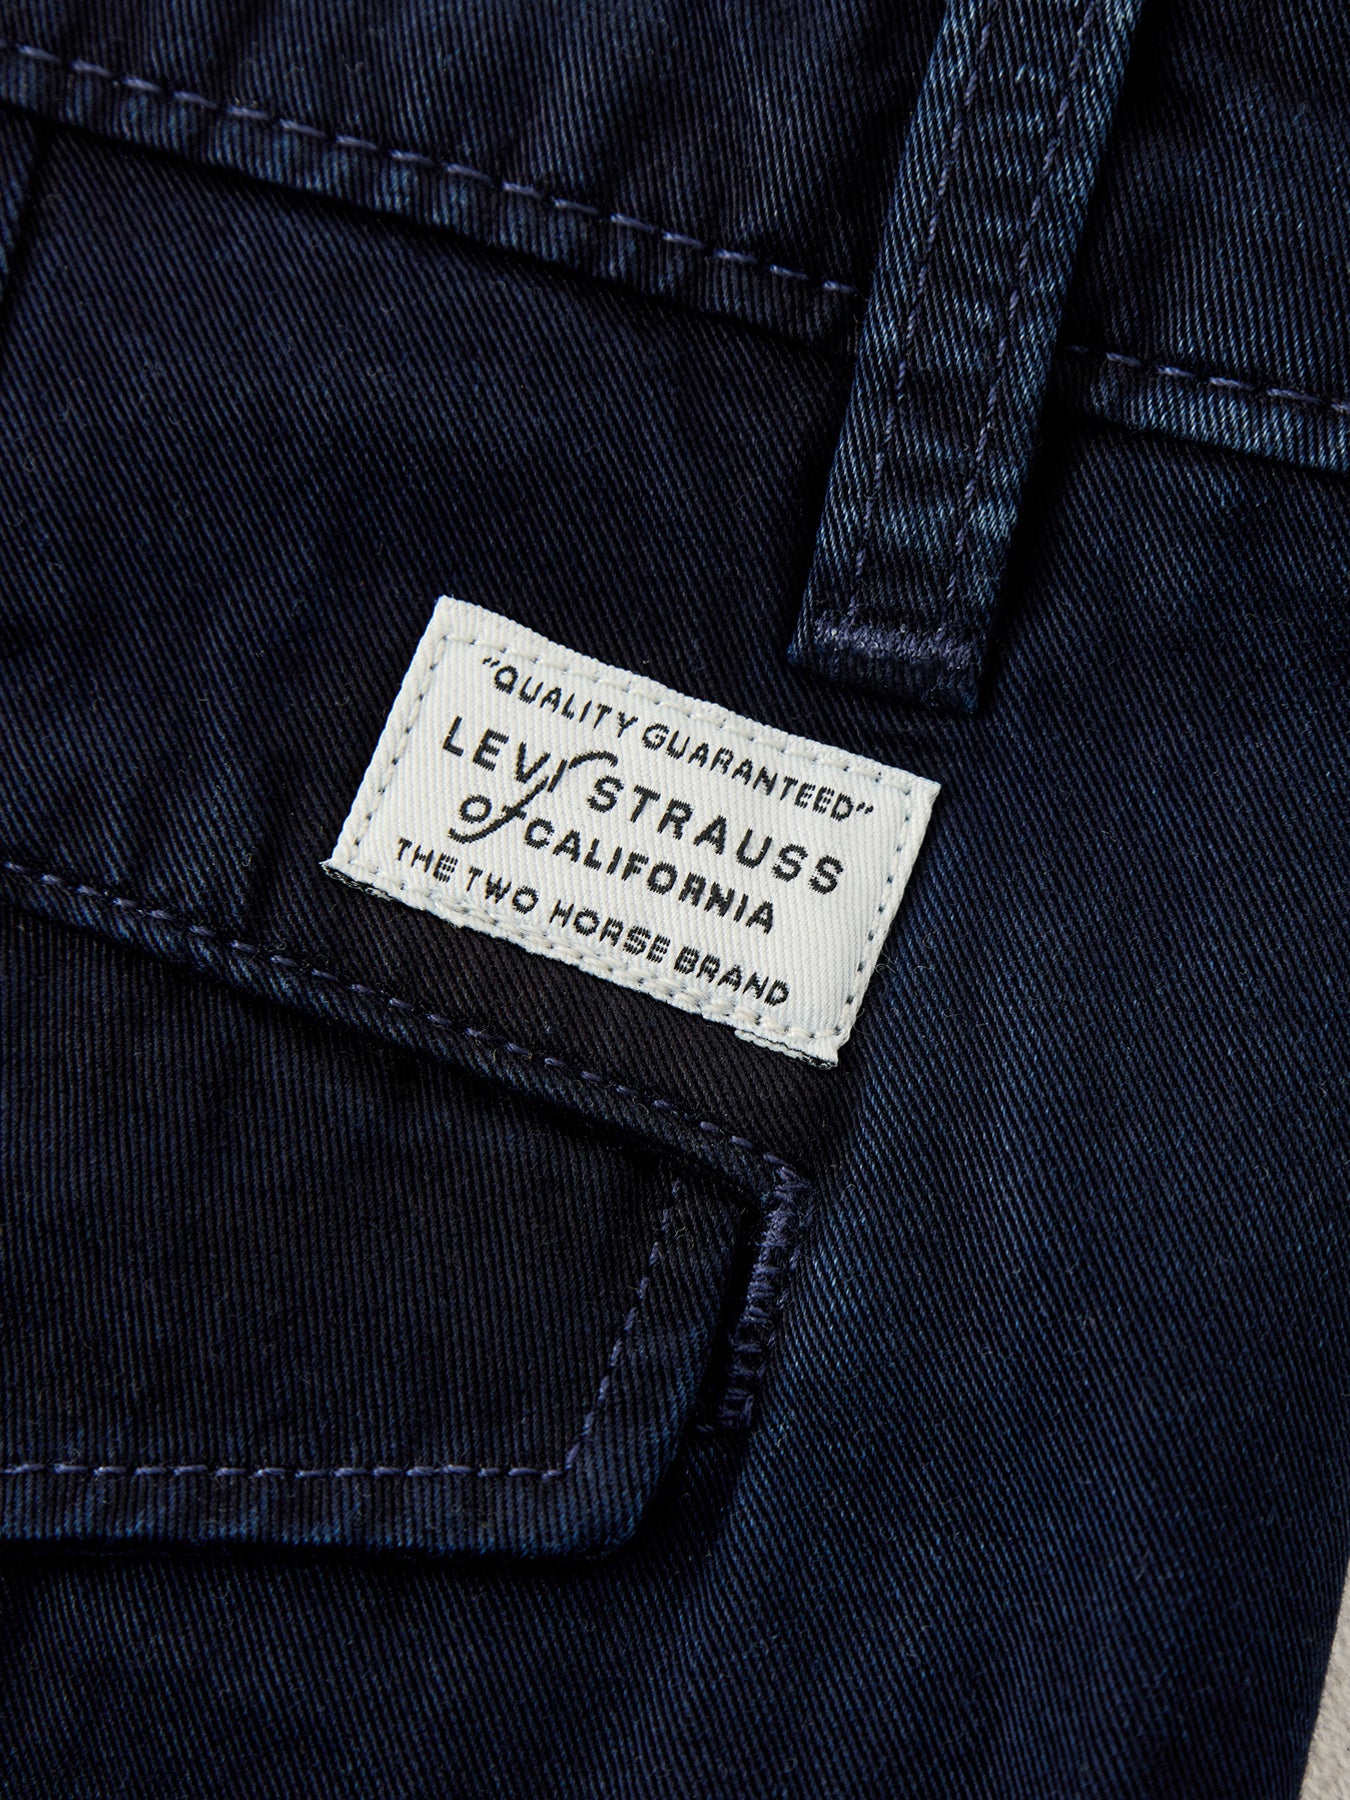 "QUALITY GUARANTEED"
LEVI STRAUSS
OF CALIFORNIA
THE TWO HORSE BRAND